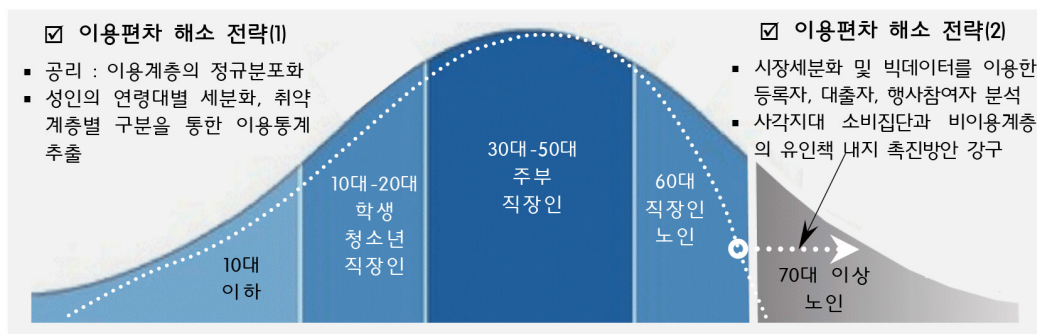 ☑ 이용편차 해소 전략(1)
▪ 공리 : 이용계층의 정규분포화
▪ 성인의 연령대별 세분화, 취약
계층별 구분을 통한 이용통계
추출
☑ 이용편차 해소 전략(2)
▪ 시장세분화 및 빅데이터를 이용한
등록자, 대출자, 행사참여자 분석
▪ 사각지대 소비집단과 비이용계층
의 유인책 내지 촉진방안 강구
10대
이하
10대-20대
학생
청소년
직장인
30대-50대
주부
직장인
60대
직장인
노인
70대 이상
노인